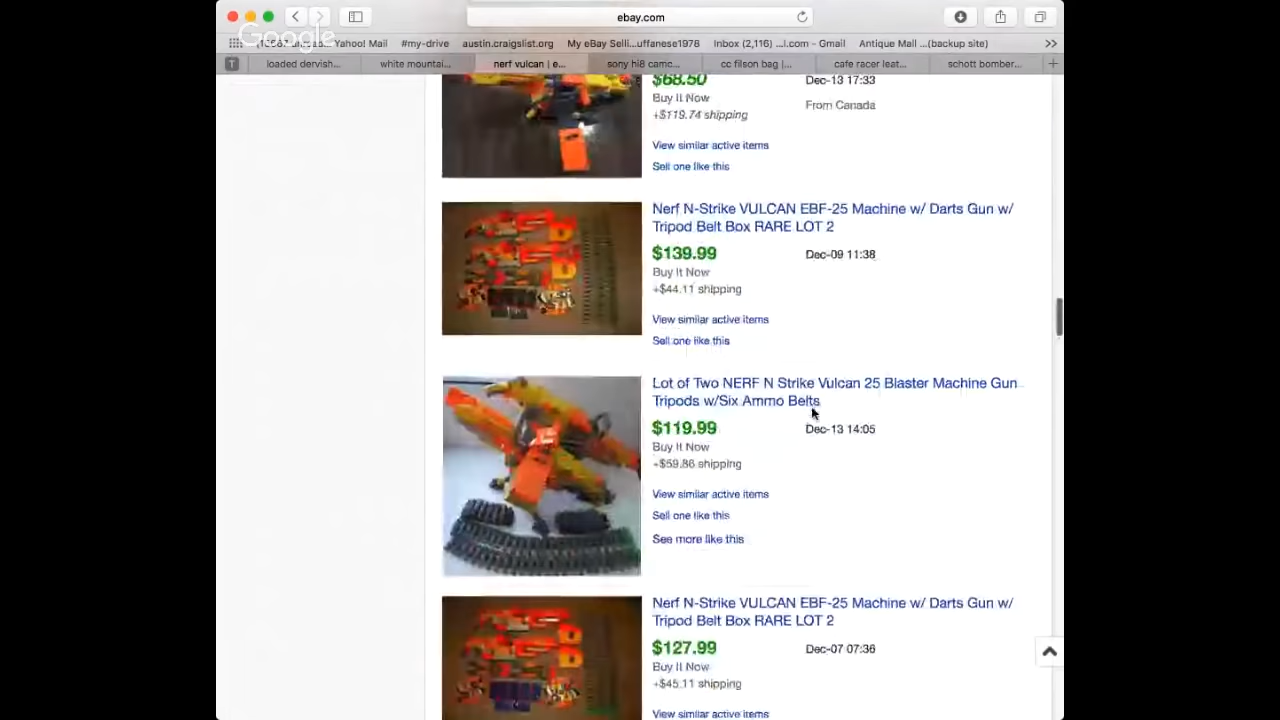 ebay.com
Google
Yahoo! Mail
#my-drive
austin.craigslist.org
My eBay Selli...uffanese1978
Inbox (2,116) ...l.com - Gmail
Antique Mall ...(backup site)
T
loaded dervish...
white mountai...
nerf vulcan | e...
sony hi8 camc...
cc filson bag |...
cafe racer leat...
schott bomber...
$68.50
Dec-13 17:33
Buy It Now
From Canada
+$119.74 shipping
View similar active items
Sell one like this
Nerf N-Strike VULCAN EBF-25 Machine w/ Darts Gun w/
Tripod Belt Box RARE LOT 2
$139.99
Dec-09 11:38
Buy It Now
+$44.11 shipping
View similar active items
Sell one like this
Lot of Two NERF N Strike Vulcan 25 Blaster Machine Gun
Tripods w/Six Ammo Belts
$119.99
Dec-13 14:05
Buy It Now
+$59.86 shipping
View similar active items
Sell one like this
See more like this
Nerf N-Strike VULCAN EBF-25 Machine w/ Darts Gun w/
Tripod Belt Box RARE LOT 2
$127.99
Dec-07 07:36
Buy It Now
+$45.11 shipping
View similar active items